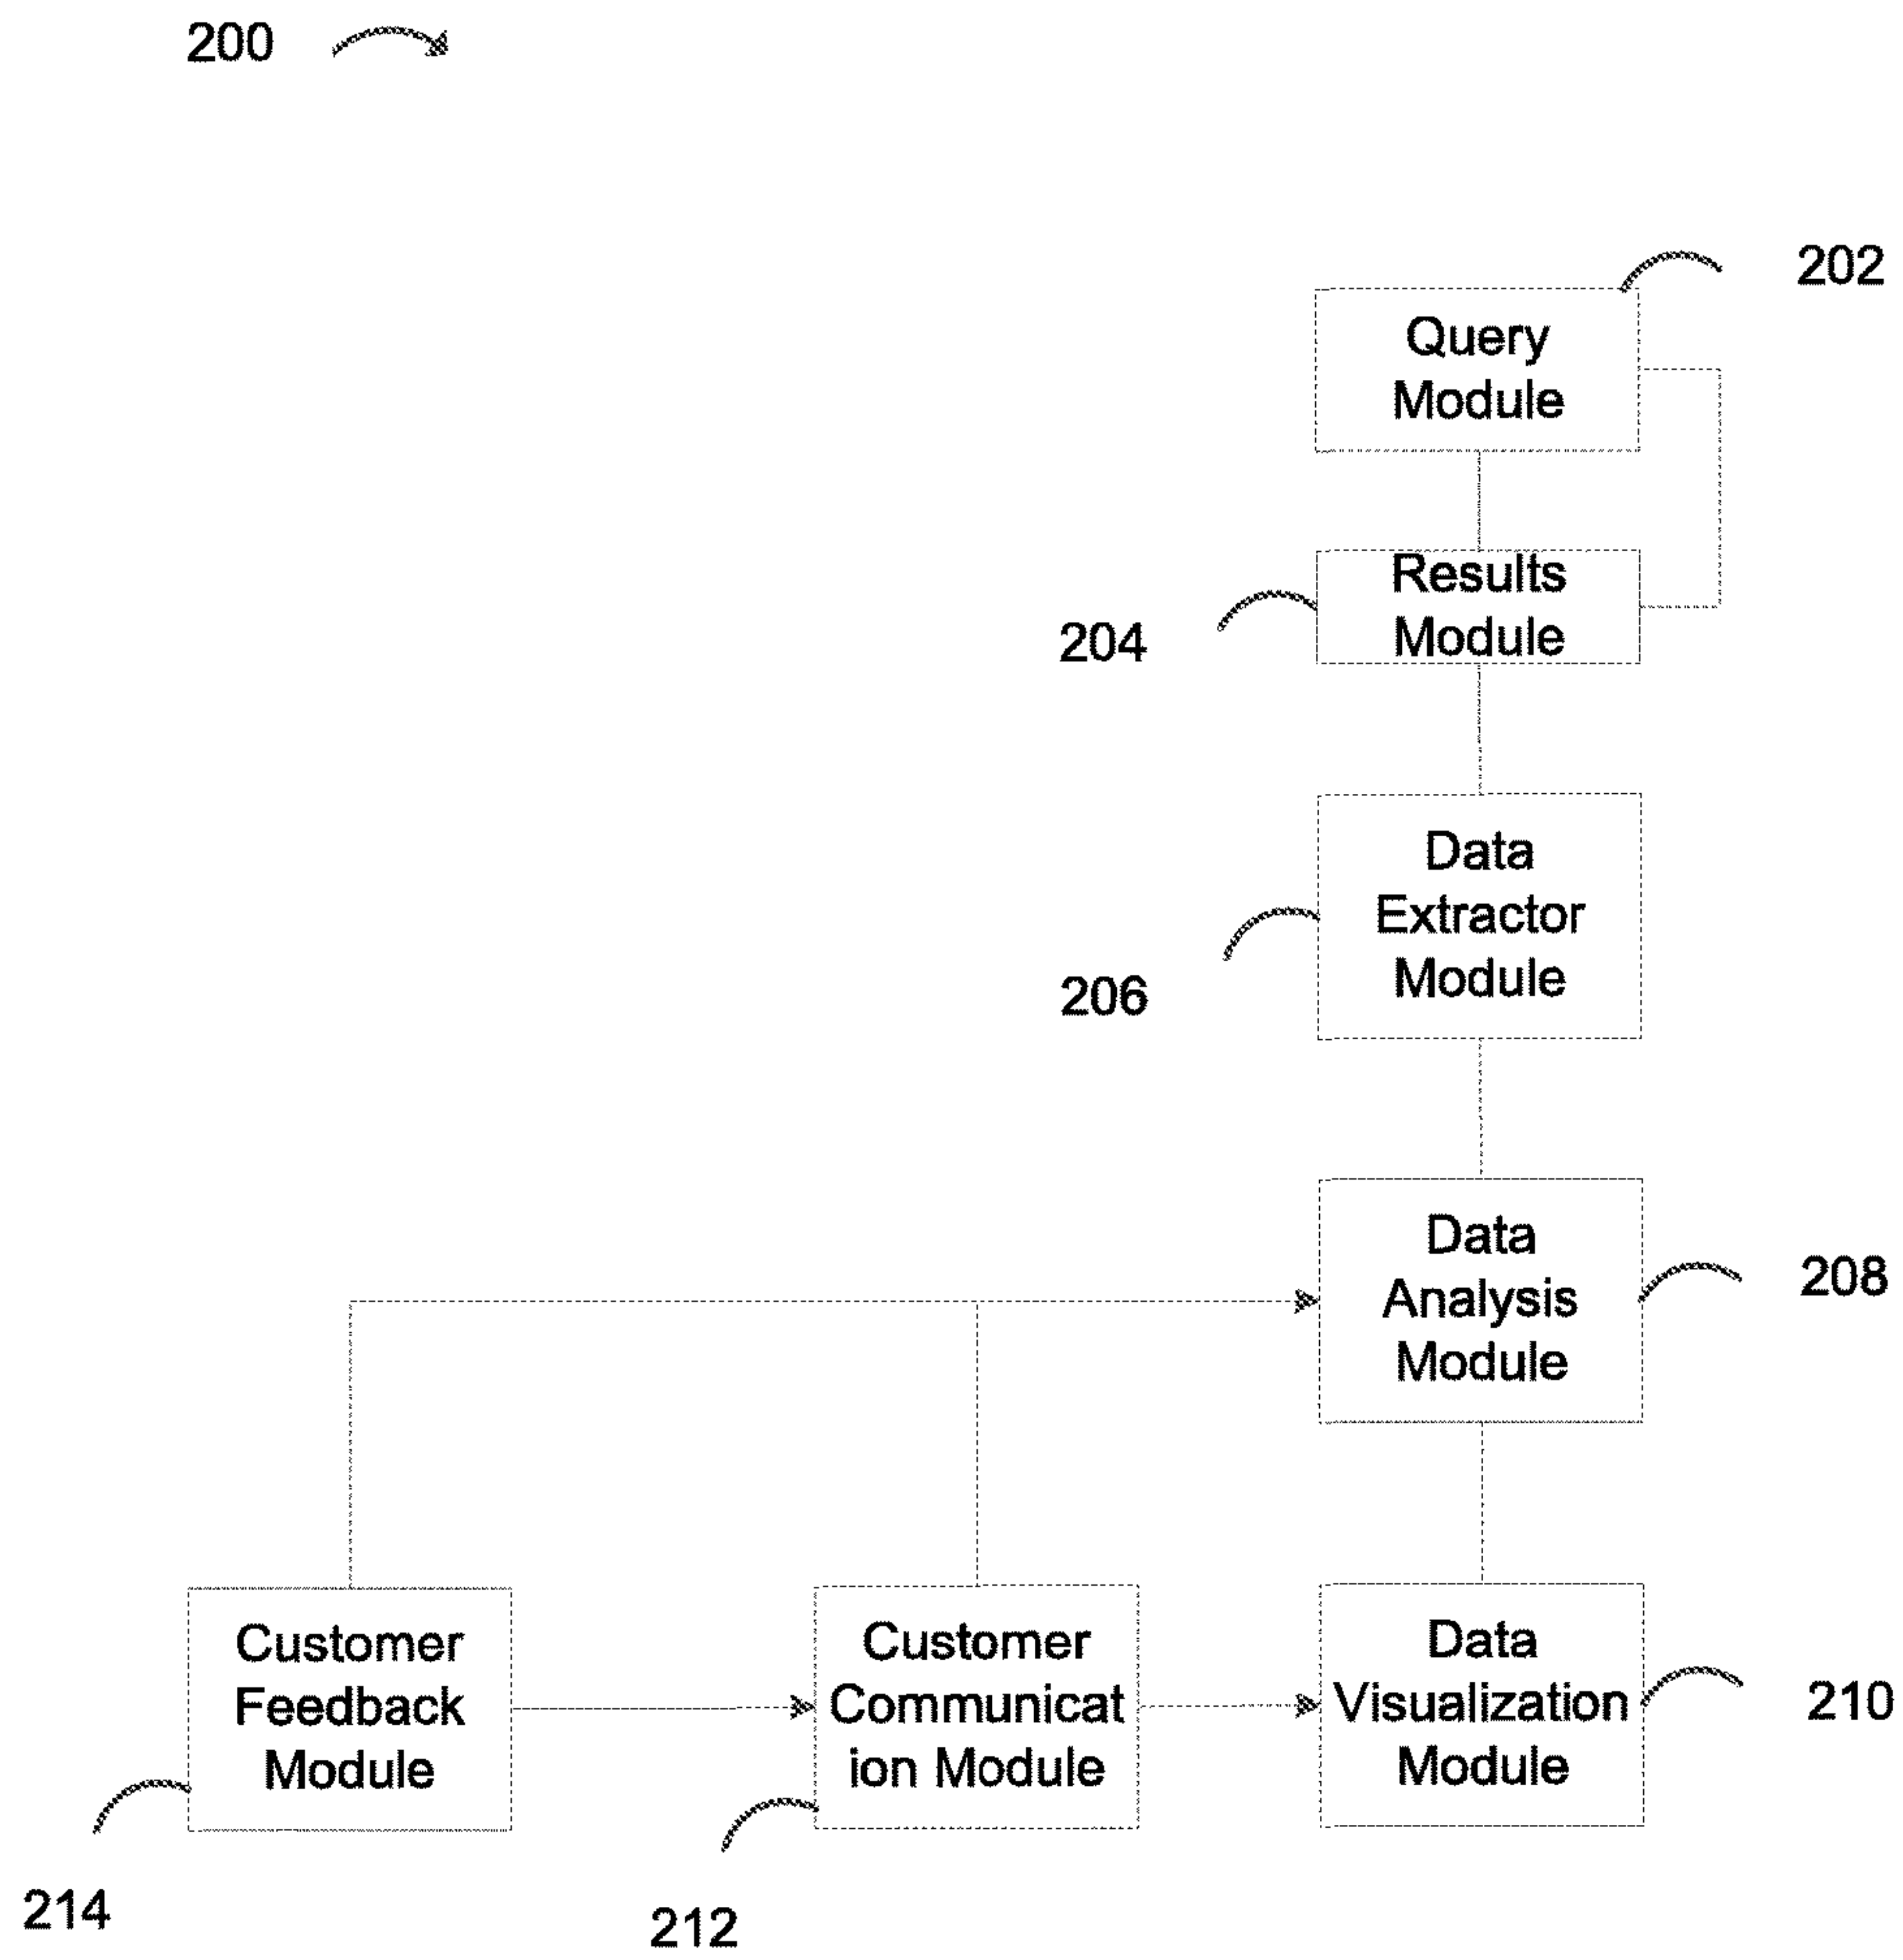 200
202
Query
Module
Results
Module
204
Data
Extractor
Module
206
Data
Analysis
Module
208
Customer
Feedback
Module
Customer
Communicat
ion Module
Data
Visualization
Module
210
214
212